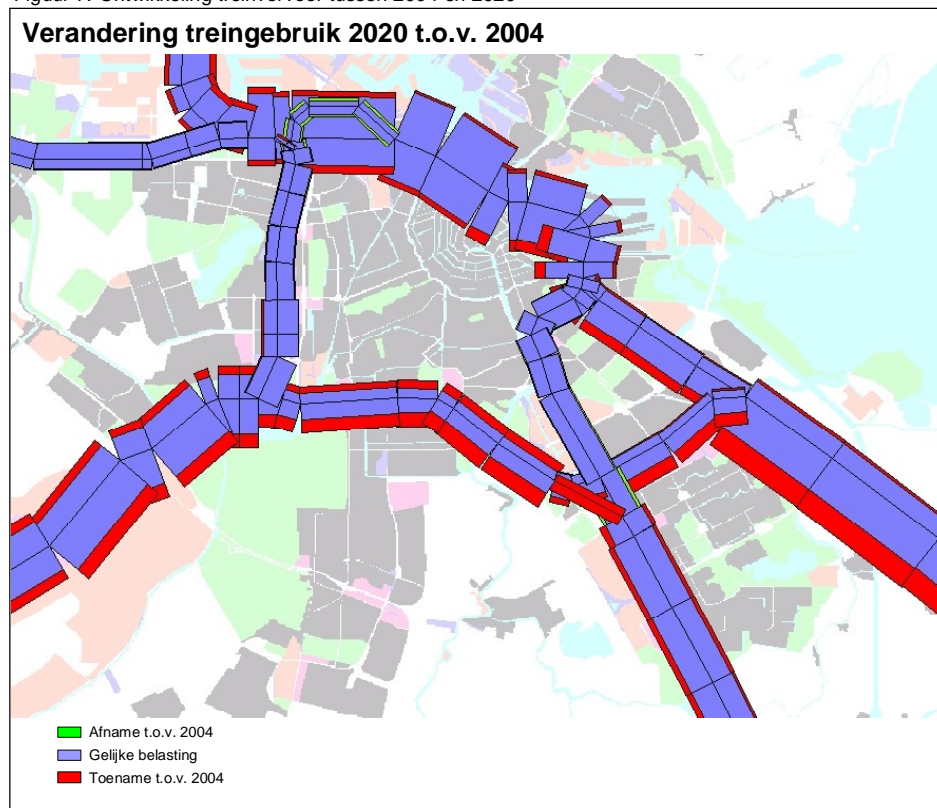 Verandering treingebruik 2020 t.o.v. 2004
Afname t.o.v. 2004
Gelijke belasting
Toename t.o.v. 2004